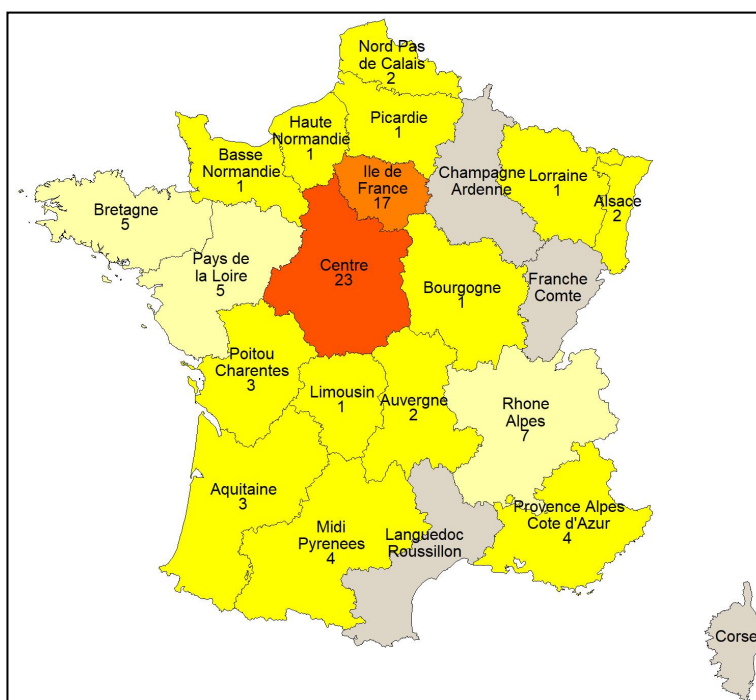 Nord Pas
de Calais
2
Haute
Normandie
1
Picardie
1
Basse
Normandie
1
Ile de
France
17
Champagne
Ardenne
Lorraine
1
Alsace
2
Bretagne
5
Pays de
la Loire
5
Centre
23
Bourgogne
1
Franche
Comte
Poitou
Charentes
3
Limousin
1
Auvergne
2
Rhone
Alpes
7
Aquitaine
3
Midi
Pyrenees
4
Languedoc
Roussillon
Provence Alpes
Cote d'Azur
4
Corse